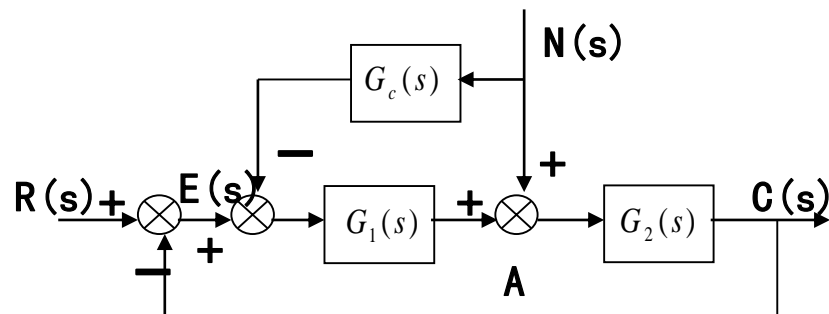 N(s)
G_c(s)
−
+
R(s)
+
E(s)
G_1(s)
+
G_2(s)
C(s)
+
−
A